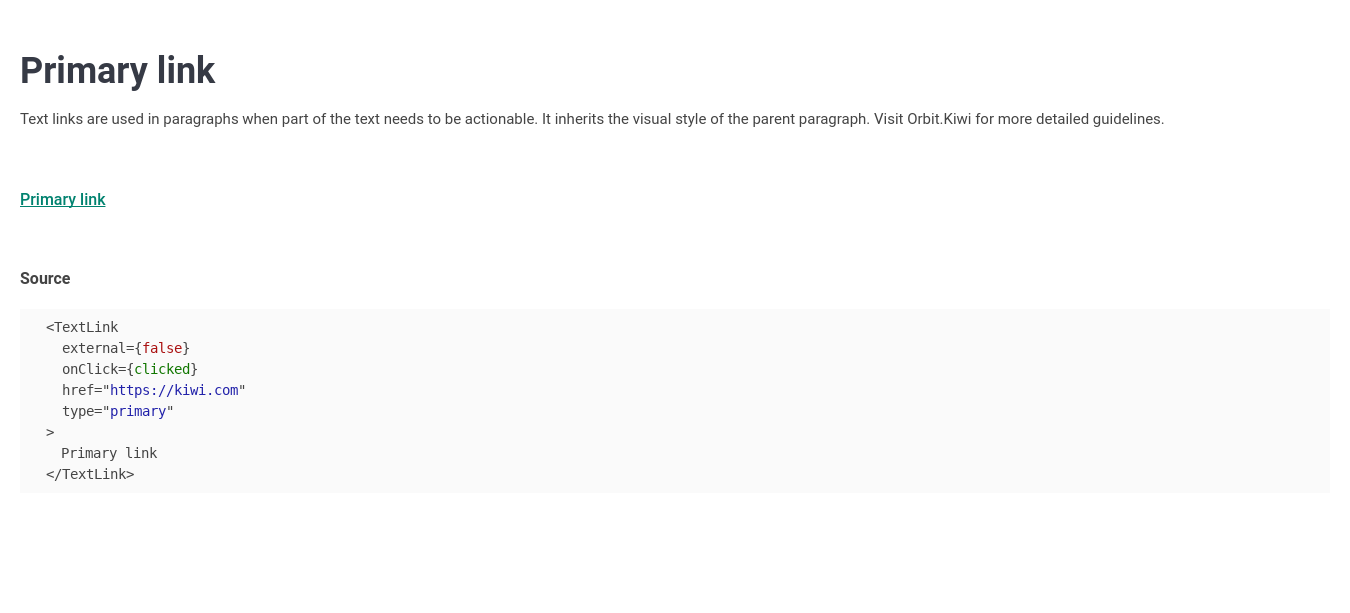 Primary link
Text links are used in paragraphs when part of the text needs to be actionable. It inherits the visual style of the parent paragraph. Visit Orbit.Kiwi for more detailed guidelines.
Primary link
Source
<TextLink
  external={false}
  onClick={clicked}
  href="https://kiwi.com"
  type="primary"
>
  Primary link
</TextLink>